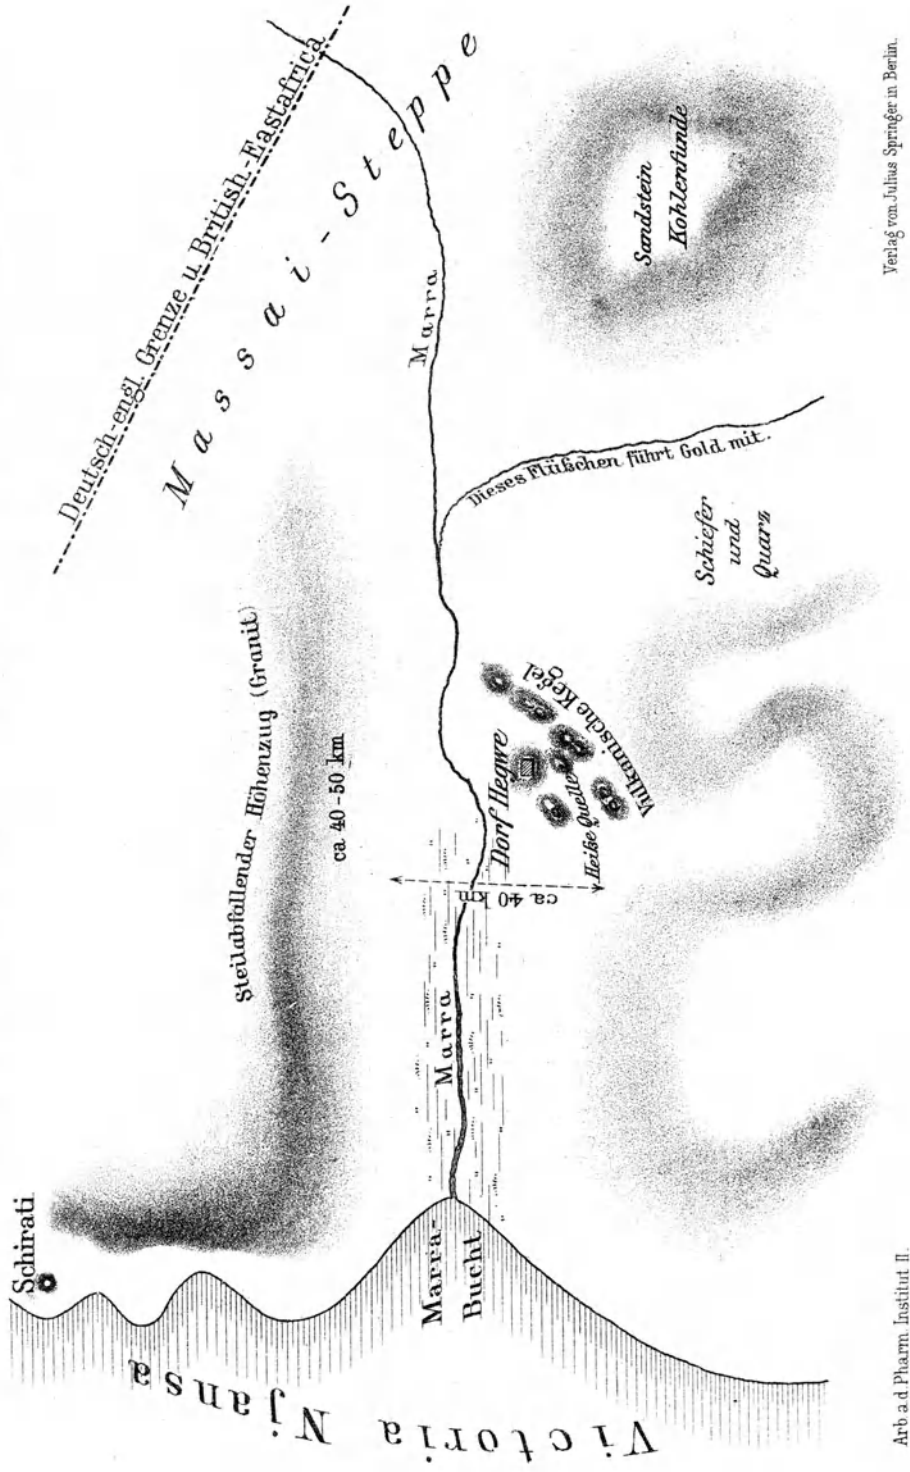 Deutsch-engl. Grenze u. British-Eastafrica
Massai-Steppe
Schirati
Steilabfallender Höhenzug (Granit)
ca 40-50 km
Marra
Marra-
Bucht
Marra
ca 40 km
Victoria Njansa
Dorf Hegwe
Heiße Quellen
Vulkanische Kegel
Dieses Flüßchen führt Gold mit.
Schiefer
und
Quarz
Sandstein
Kohlenfunde
Arb. a. d. Pharm. Institut II.
Verlag von Julius Springer in Berlin.